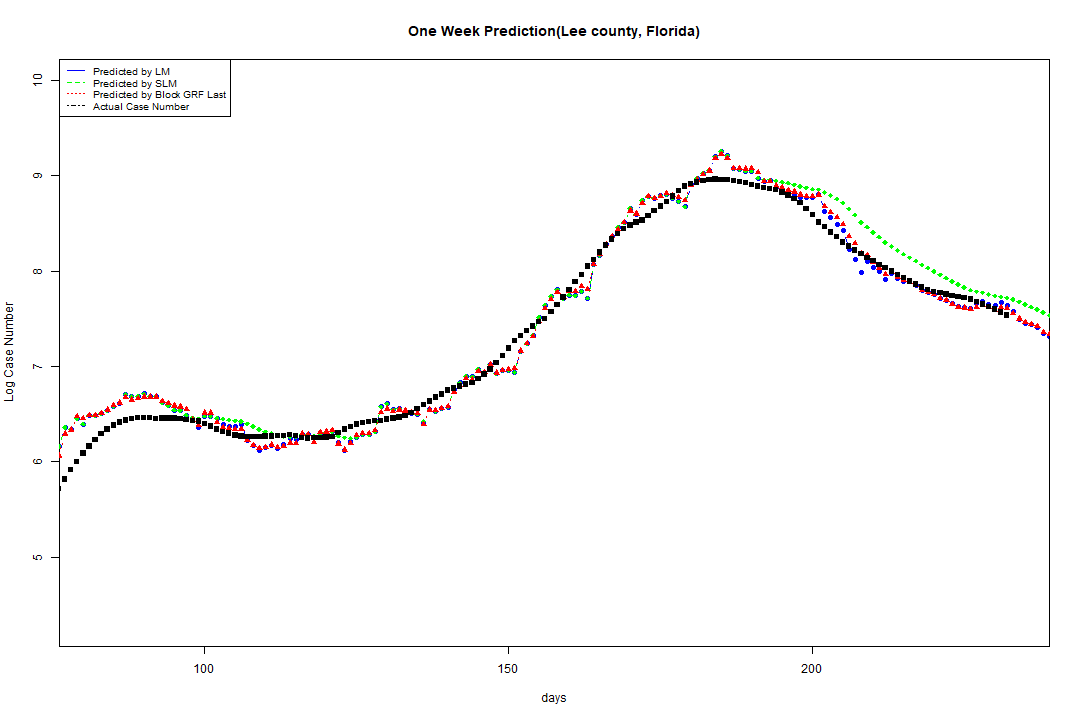 One Week Prediction(Lee county, Florida)
Predicted by LM
Predicted by SLM
Predicted by Block GRF Last
Actual Case Number
10
9
8
7
6
5
Log Case Number
100 150 200
days